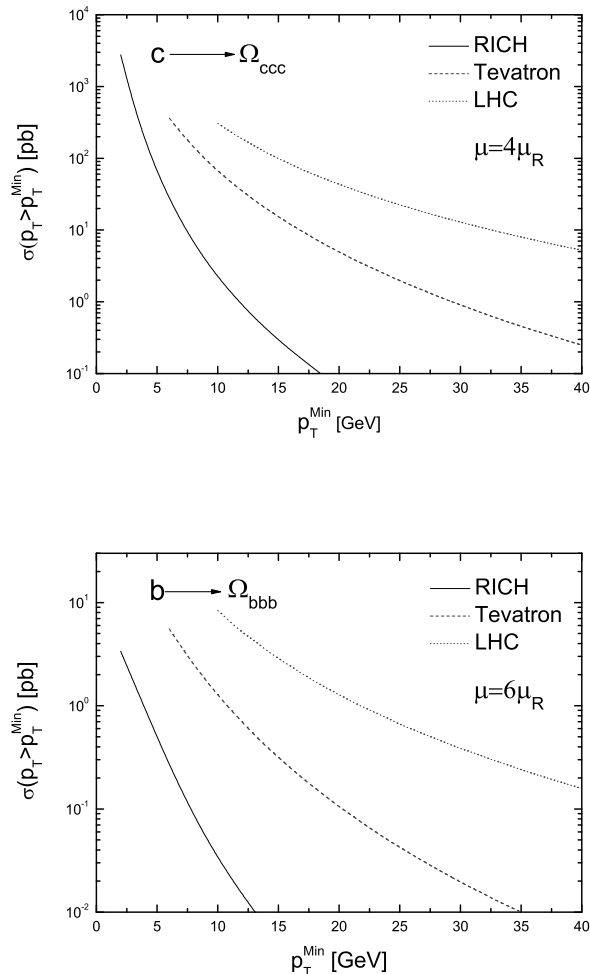 c → Ω_ccc
RICH
Tevatron
LHC
μ=4μ_R
σ(p_T>p_T^Min) [pb]
10^4
10^3
10^2
10^1
10^0
10^-1
0 5 10 15 20 25 30 35 40
p_T^Min [GeV]
b → Ω_bbb
RICH
Tevatron
LHC
μ=6μ_R
σ(p_T>p_T^Min) [pb]
10^1
10^0
10^-1
10^-2
0 5 10 15 20 25 30 35 40
p_T^Min [GeV]